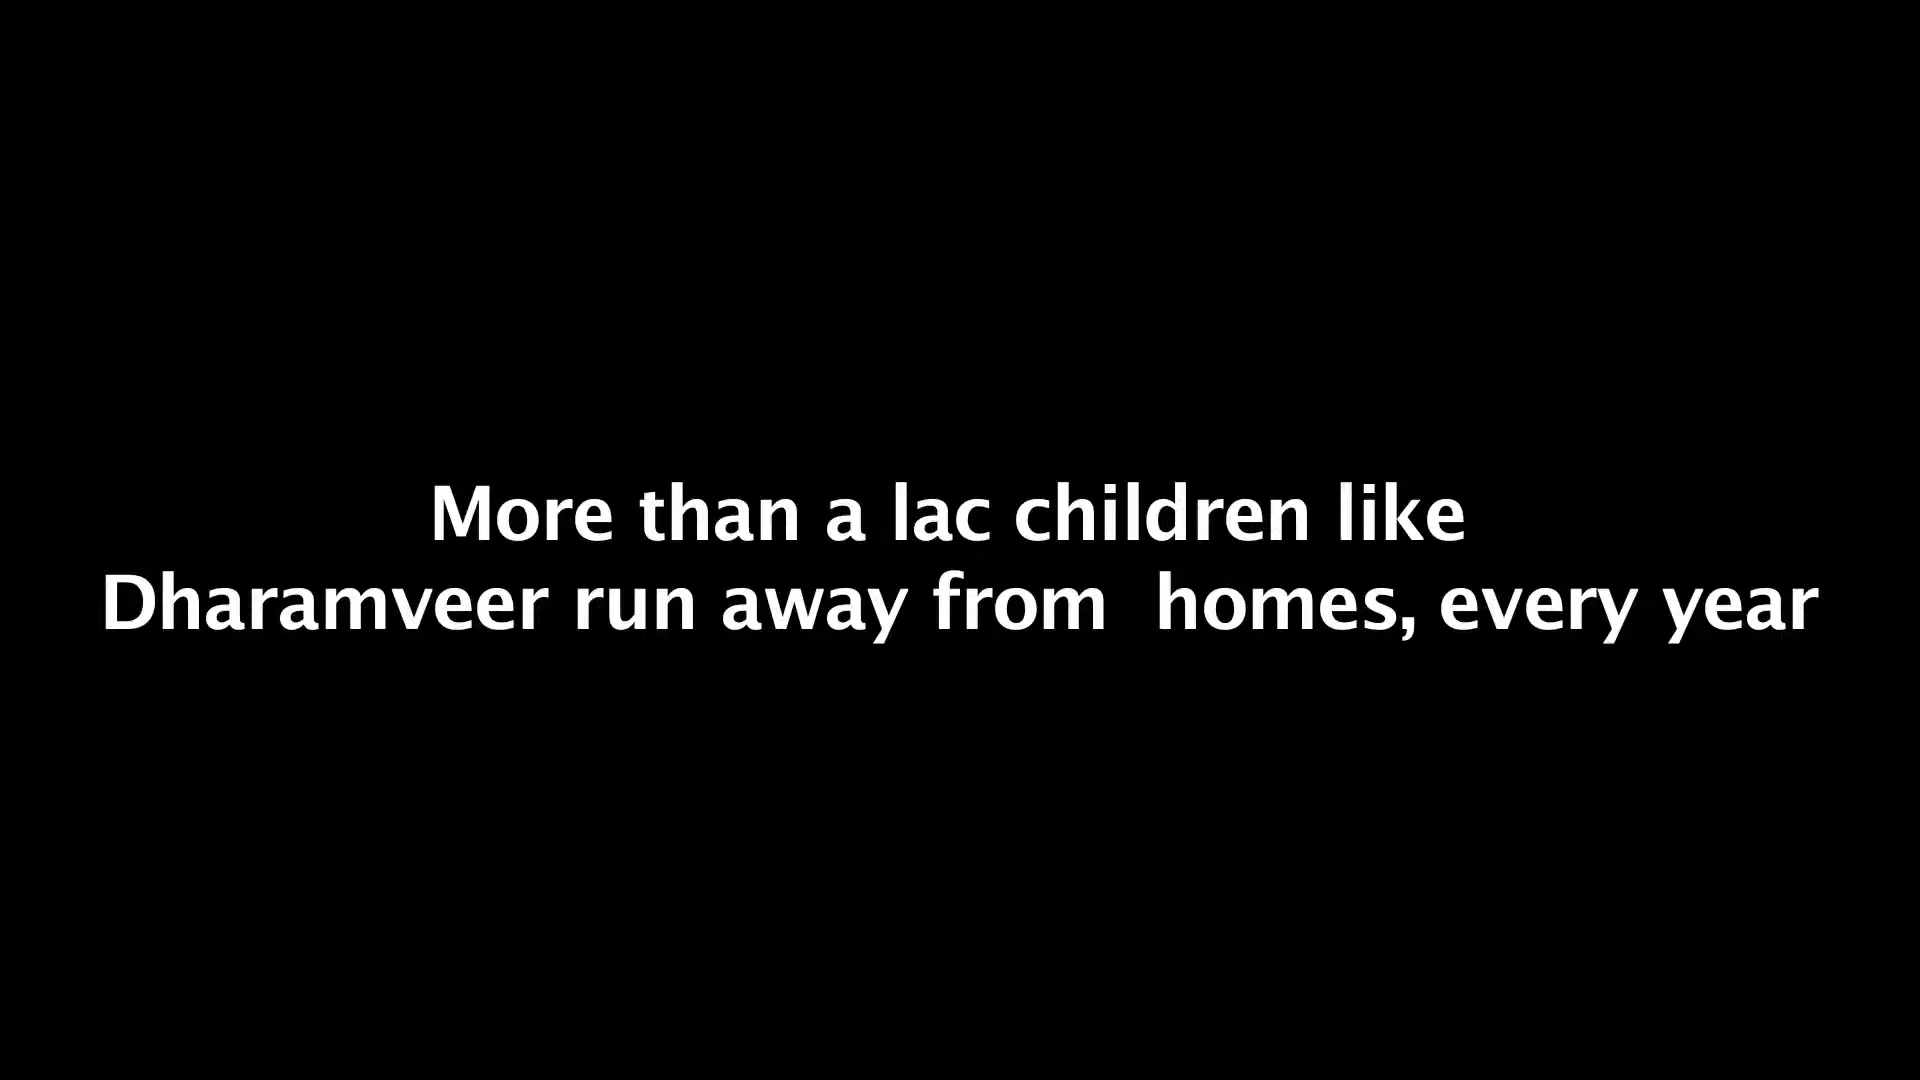 More than a lac children like
Dharamveer run away from  homes, every year